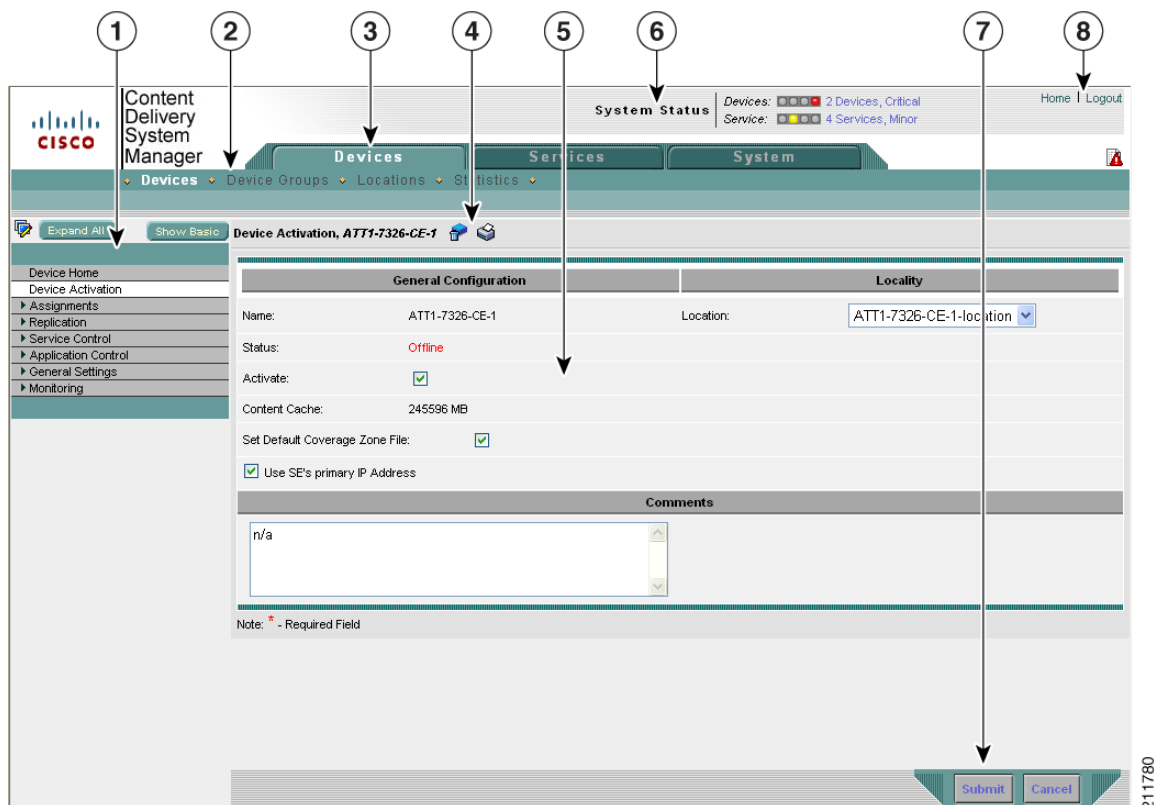 1 2 3 4 5 6 7 8
Content
Delivery
System
Manager
CISCO
System Status
Devices: 2 Devices, Critical
Service: 4 Services, Minor
Home | Logout
Devices Services System
Devices Device Groups Locations Statistics
Expand All Show Basic
Device Activation, ATT1-7326-CE-1
Device Home
Device Activation
Assignments
Replication
Service Control
Application Control
General Settings
Monitoring
General Configuration Locality
Name: ATT1-7326-CE-1 Location: ATT1-7326-CE-1-location
Status: Offline
Activate:
Content Cache: 245596 MB
Set Default Coverage Zone File:
Use SE's primary IP Address
Comments
n/a
Note: * - Required Field
Submit Cancel
211780